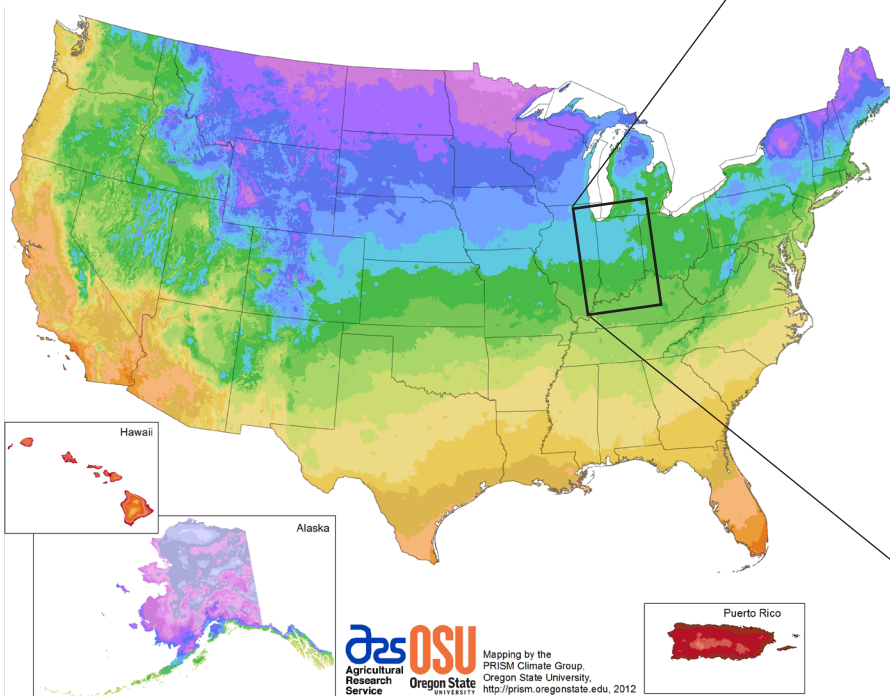 Hawaii
Alaska
Puerto Rico
ars
Agricultural
Research
Service
OSU
Oregon State
UNIVERSITY
Mapping by the
PRISM Climate Group,
Oregon State University,
http://prism.oregonstate.edu, 2012